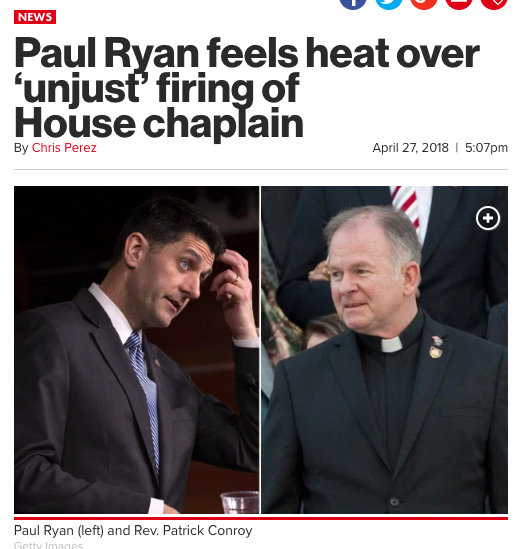 NEWS
Paul Ryan feels heat over
‘unjust’ firing of
House chaplain
By Chris Perez
April 27, 2018 | 5:07pm
Paul Ryan (left) and Rev. Patrick Conroy
Getty Images